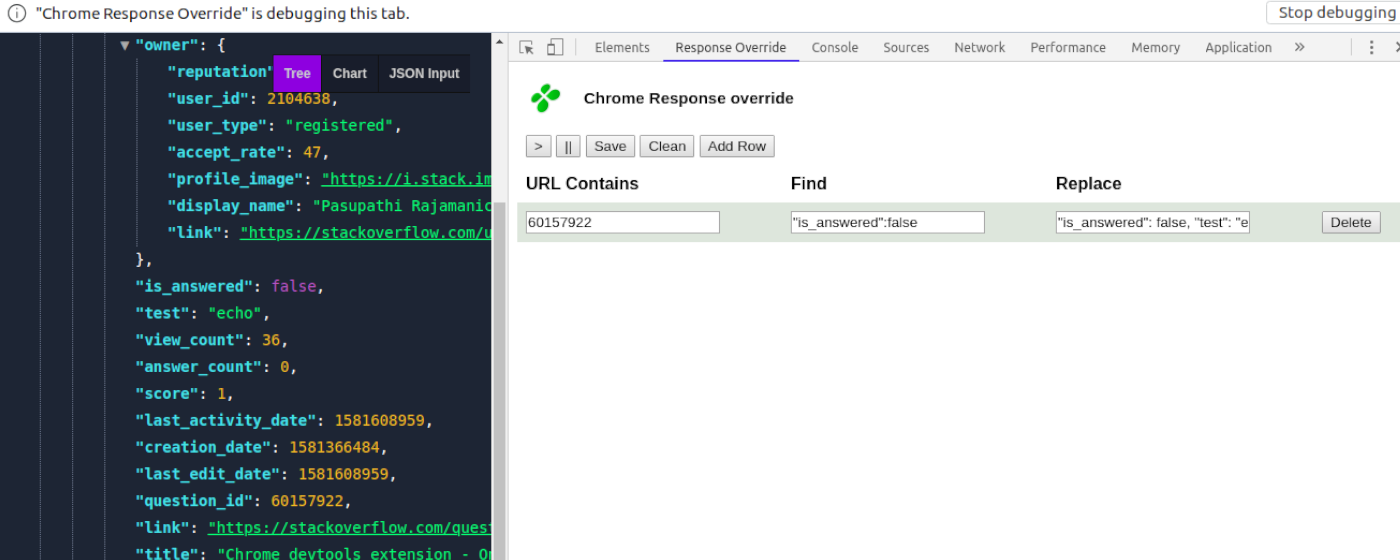 "Chrome Response Override" is debugging this tab.
Stop debugging
"owner": {
"reputation"
Tree
Chart
JSON Input
"user_id": 2104638,
"user_type": "registered",
"accept_rate": 47,
"profile_image": "https://i.stack.im
"display_name": "Pasupathi Rajamanic
"link": "https://stackoverflow.com/u
},
"is_answered": false,
"test": "echo",
"view_count": 36,
"answer_count": 0,
"score": 1,
"last_activity_date": 1581608959,
"creation_date": 1581366484,
"last_edit_date": 1581608959,
"question_id": 60157922,
"link": "https://stackoverflow.com/quest
"title": "Chrome devtools extension - On
Elements Response Override Console Sources Network Performance Memory Application »
Chrome Response override
> || Save Clean Add Row
URL Contains Find Replace
60157922 "is_answered":false "is_answered": false, "test": "e Delete